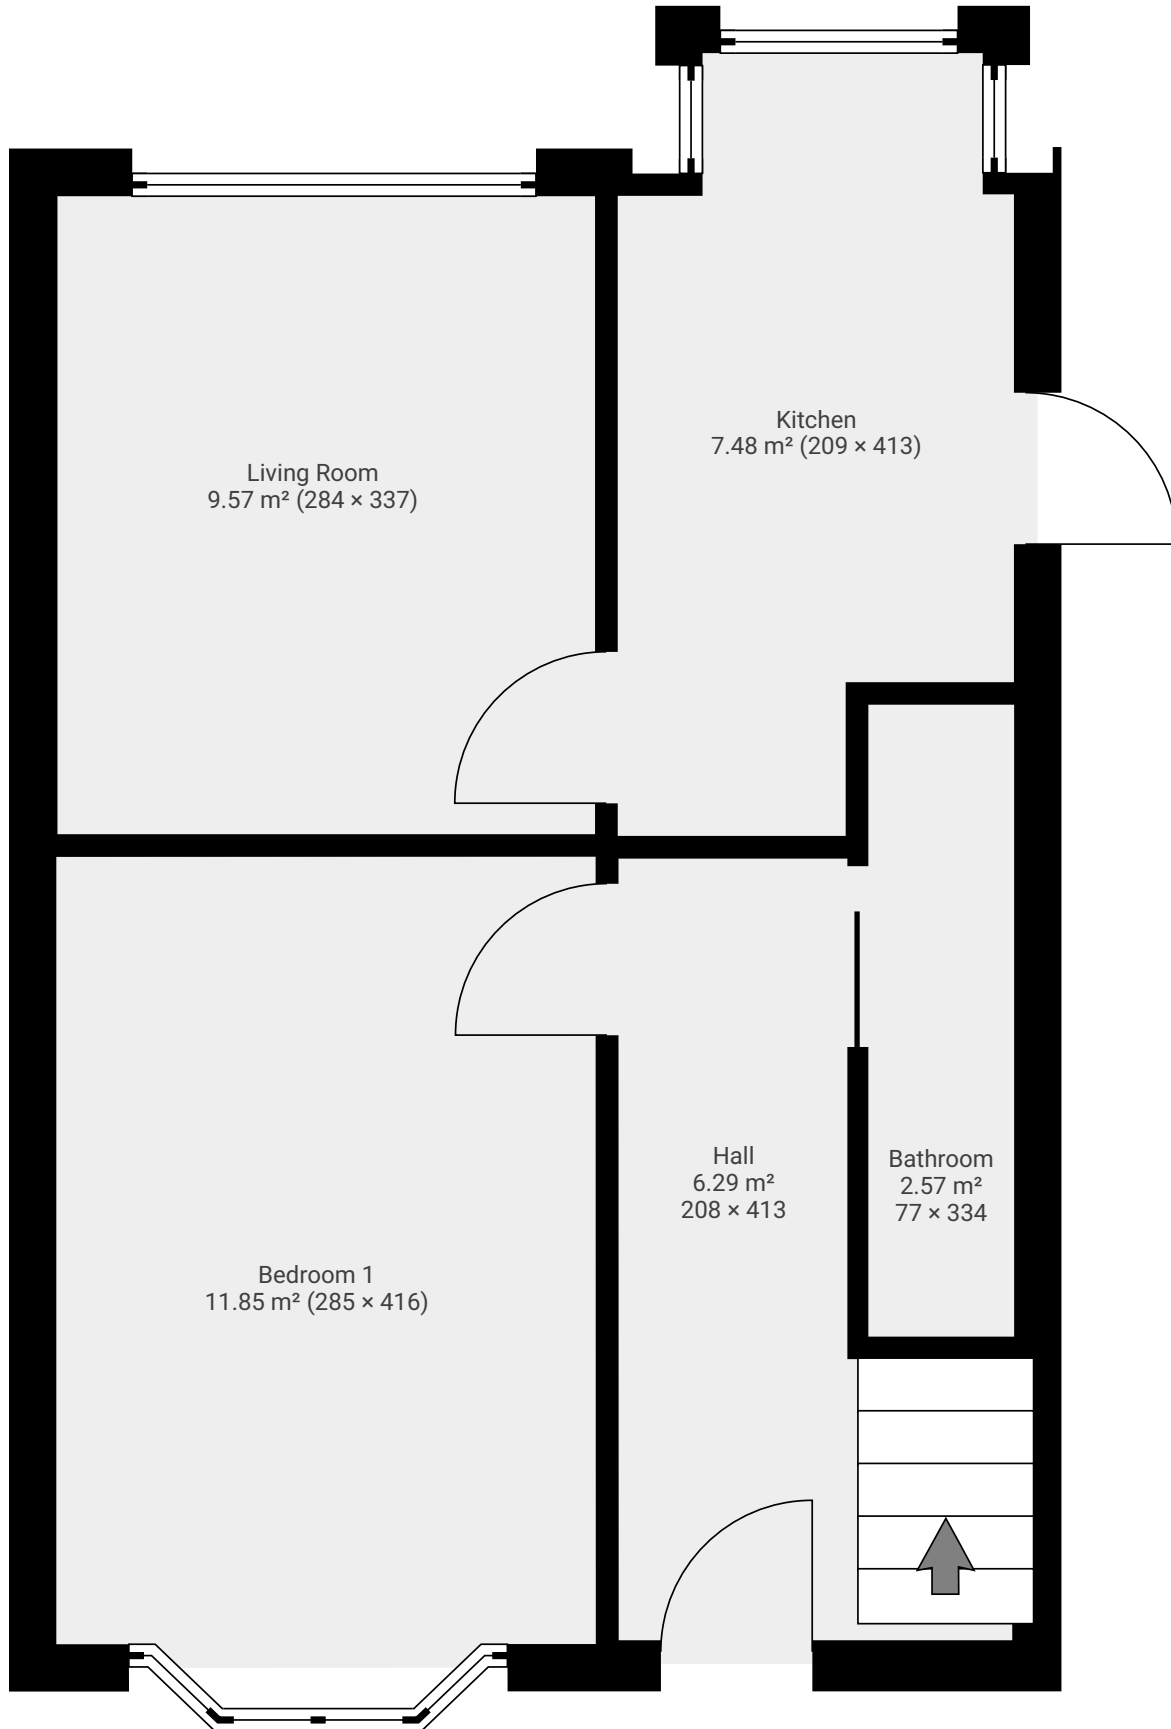 Kitchen
7.48 m² (209 × 413)
Living Room
9.57 m² (284 × 337)
Hall
6.29 m²
208 × 413
Bathroom
2.57 m²
77 × 334
Bedroom 1
11.85 m² (285 × 416)